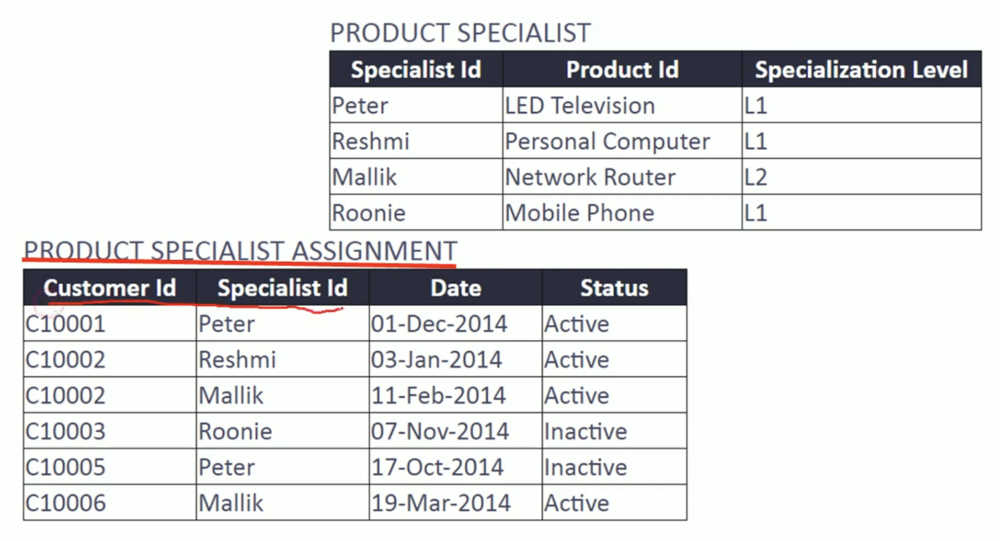 PRODUCT SPECIALIST
Specialist Id Product Id Specialization Level
Peter LED Television L1
Reshmi Personal Computer L1
Mallik Network Router L2
Roonie Mobile Phone L1
PRODUCT SPECIALIST ASSIGNMENT
Customer Id Specialist Id Date Status
C10001 Peter 01-Dec-2014 Active
C10002 Reshmi 03-Jan-2014 Active
C10002 Mallik 11-Feb-2014 Active
C10003 Roonie 07-Nov-2014 Inactive
C10005 Peter 17-Oct-2014 Inactive
C10006 Mallik 19-Mar-2014 Active